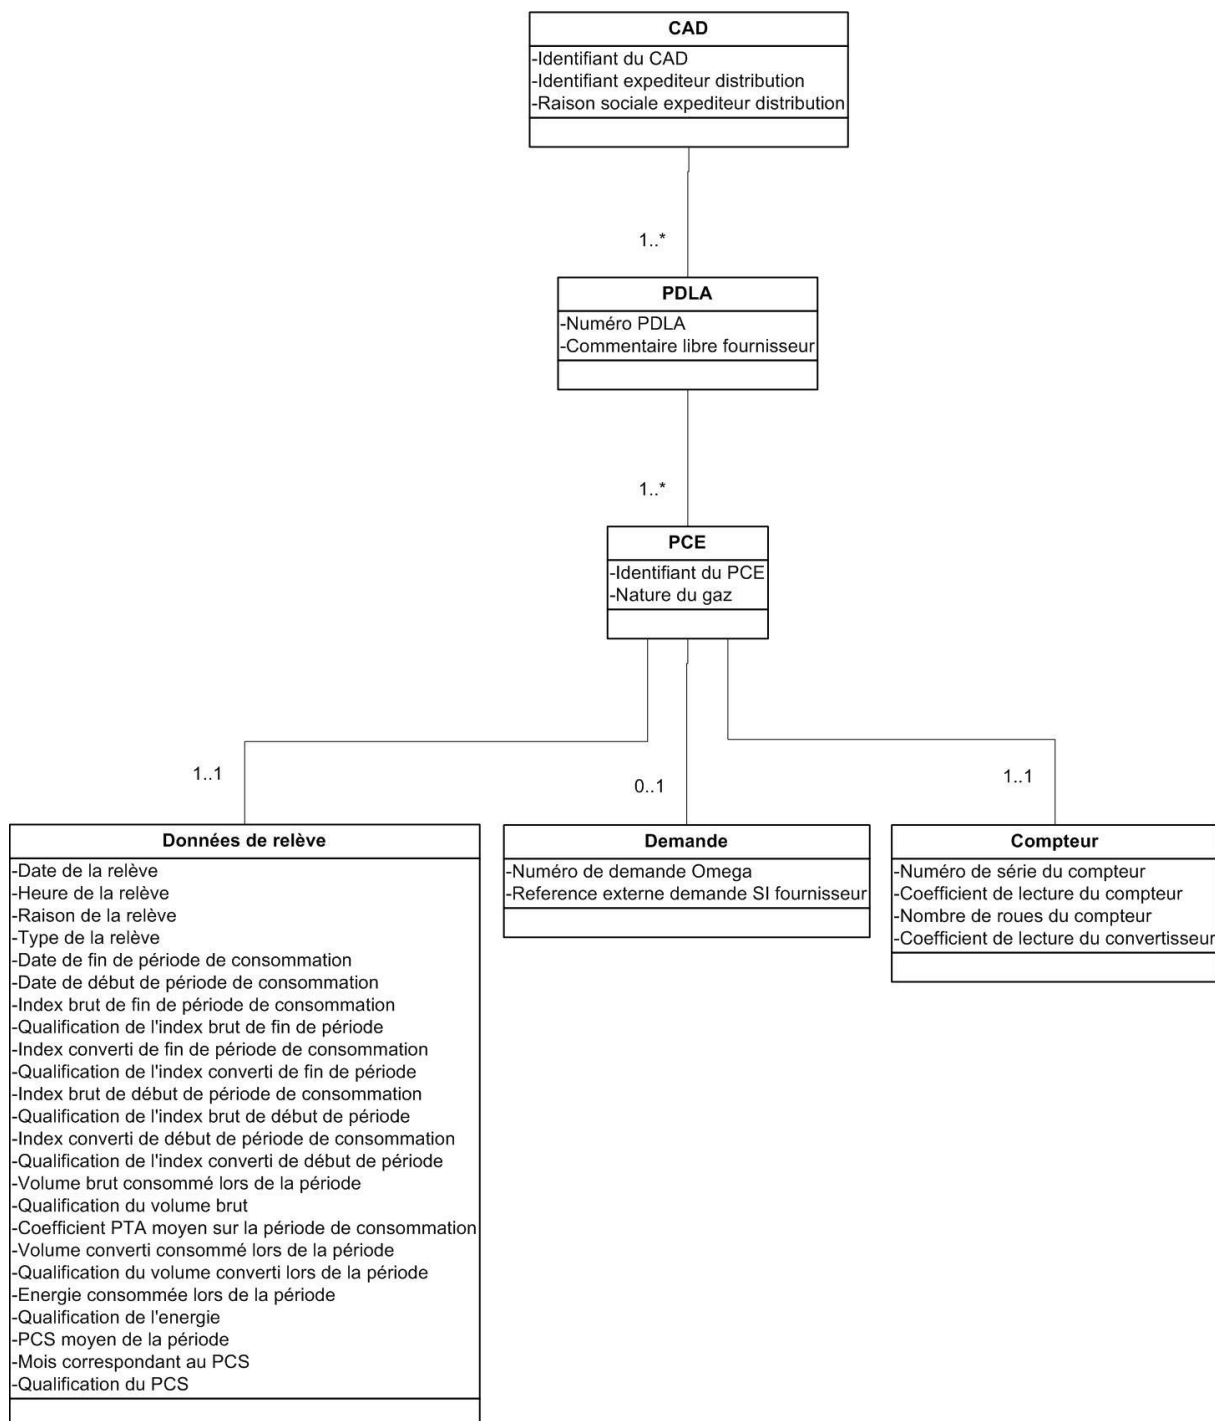 CAD
-Identifiant du CAD
-Identifiant expediteur distribution
-Raison sociale expediteur distribution
1..*
PDLA
-Numéro PDLA
-Commentaire libre fournisseur
1..*
PCE
-Identifiant du PCE
-Nature du gaz
1..1
0..1
1..1
Données de relève
-Date de la relève
-Heure de la relève
-Raison de la relève
-Type de la relève
-Date de fin de période de consommation
-Date de début de période de consommation
-Index brut de fin de période de consommation
-Qualification de l'index brut de fin de période
-Index converti de fin de période de consommation
-Qualification de l'index converti de fin de période
-Index brut de début de période de consommation
-Qualification de l'index brut de début de période
-Index converti de début de période de consommation
-Qualification de l'index converti de début de période
-Volume brut consommé lors de la période
-Qualification du volume brut
-Coefficient PTA moyen sur la période de consommation
-Volume converti consommé lors de la période
-Qualification du volume converti lors de la période
-Energie consommée lors de la période
-Qualification de l'energie
-PCS moyen de la période
-Mois correspondant au PCS
-Qualification du PCS
Demande
-Numéro de demande Omega
-Reference externe demande SI fournisseur
Compteur
-Numéro de série du compteur
-Coefficient de lecture du compteur
-Nombre de roues du compteur
-Coefficient de lecture du convertisseur